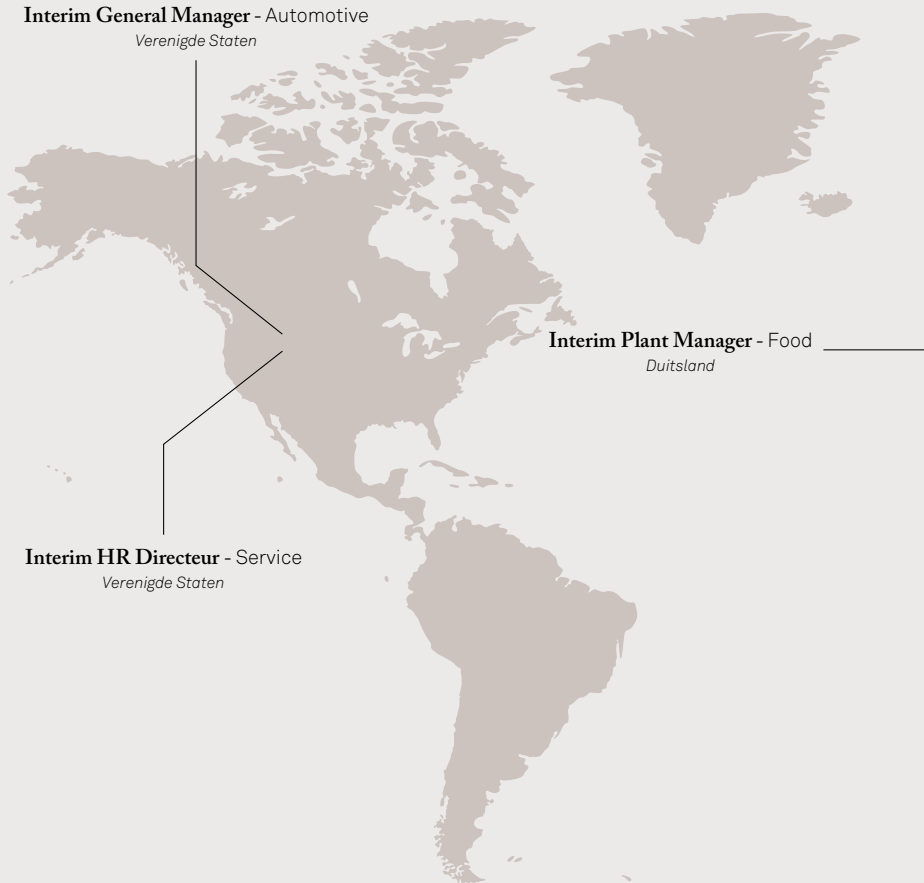 Interim General Manager - Automotive
Verenigde Staten
Interim Plant Manager - Food
Duitsland
Interim HR Directeur - Service
Verenigde Staten